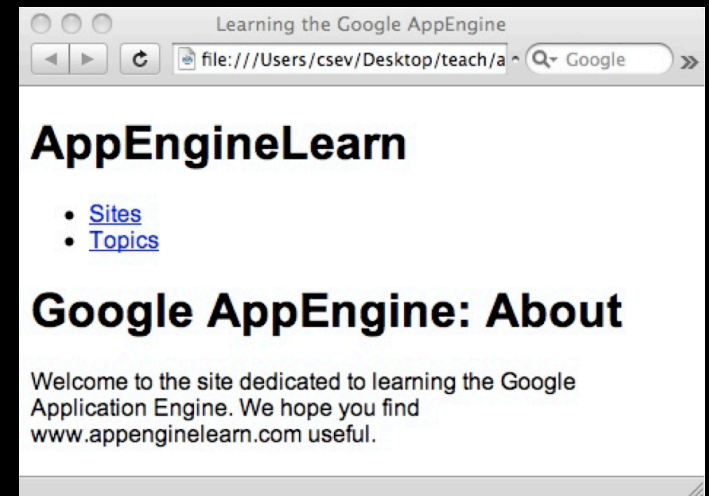 Learning the Google AppEngine
file:///Users/csev/Desktop/teach/a
Google
AppEngineLearn
Sites
Topics
Google AppEngine: About
Welcome to the site dedicated to learning the Google
Application Engine. We hope you find
www.appenginelearn.com useful.